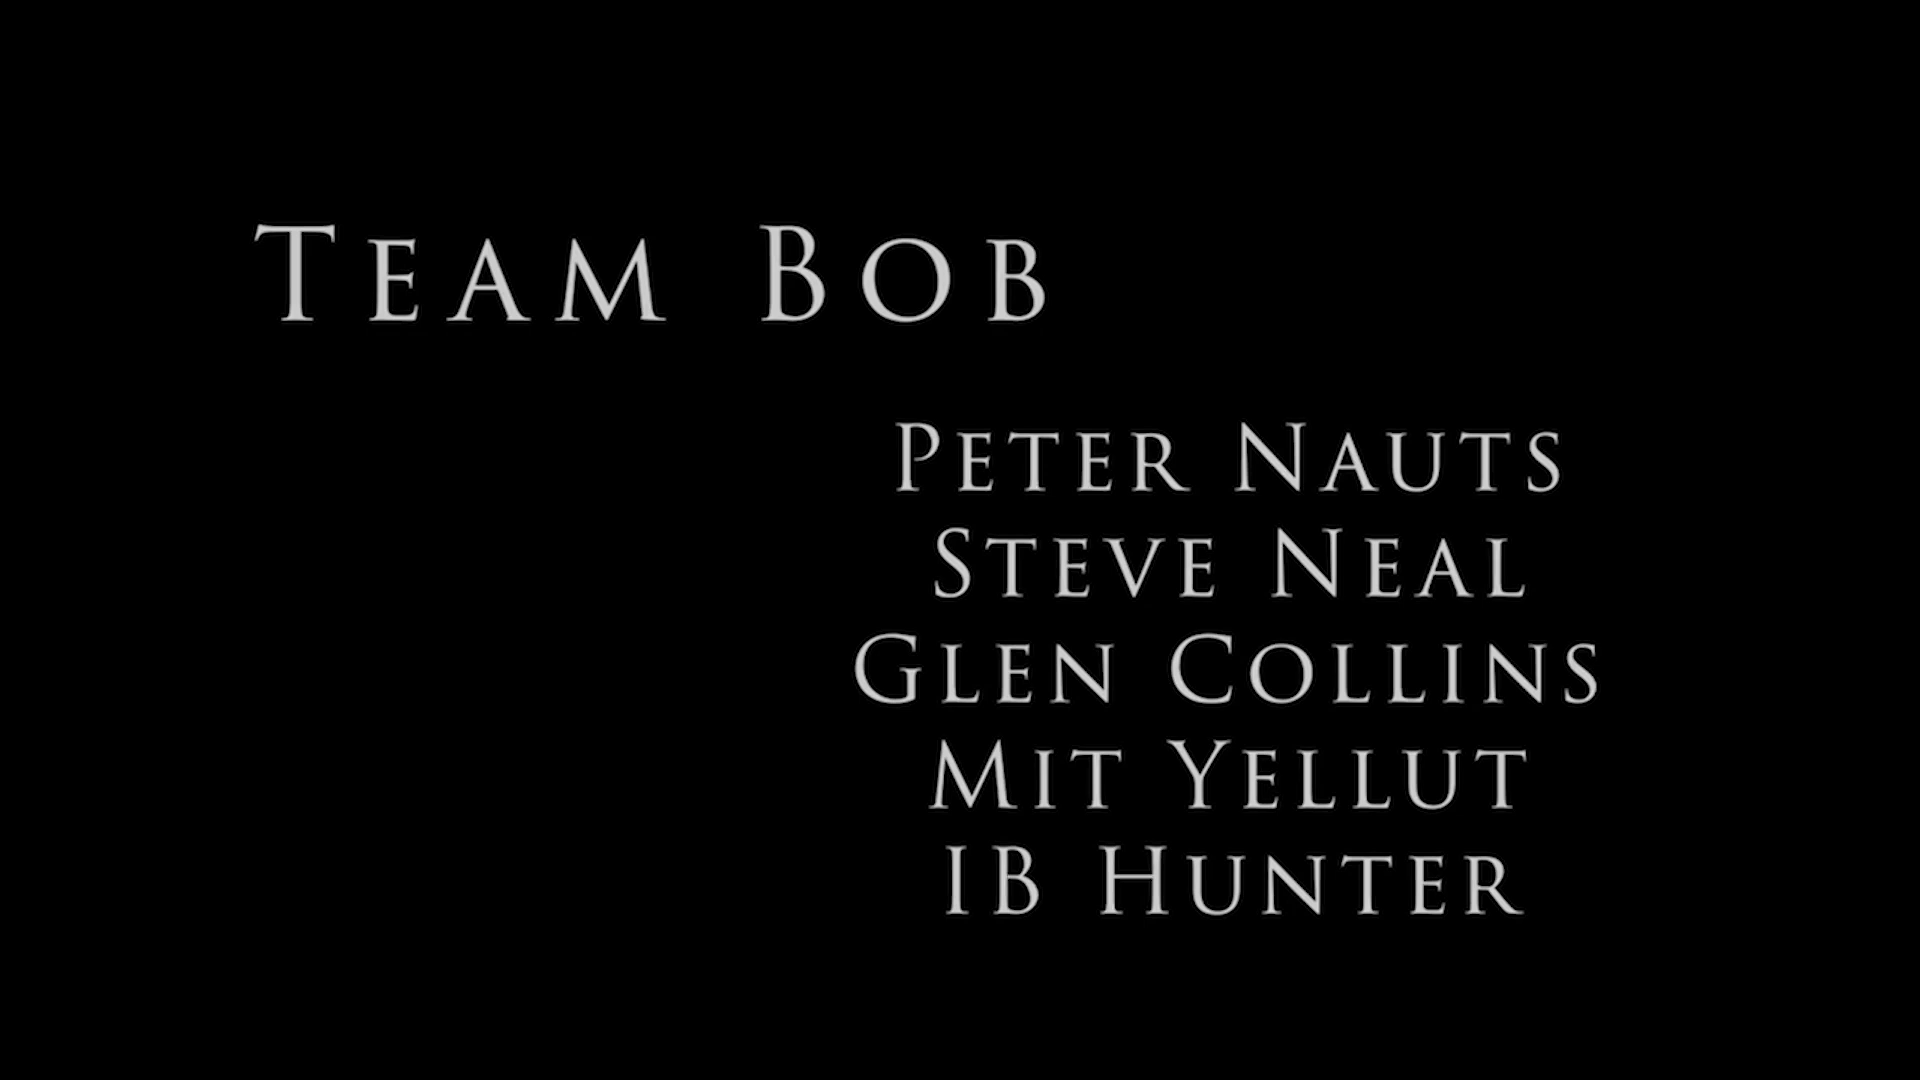 Team Bob
Peter Nauts
Steve Neal
Glen Collins
Mit Yellut
IB Hunter